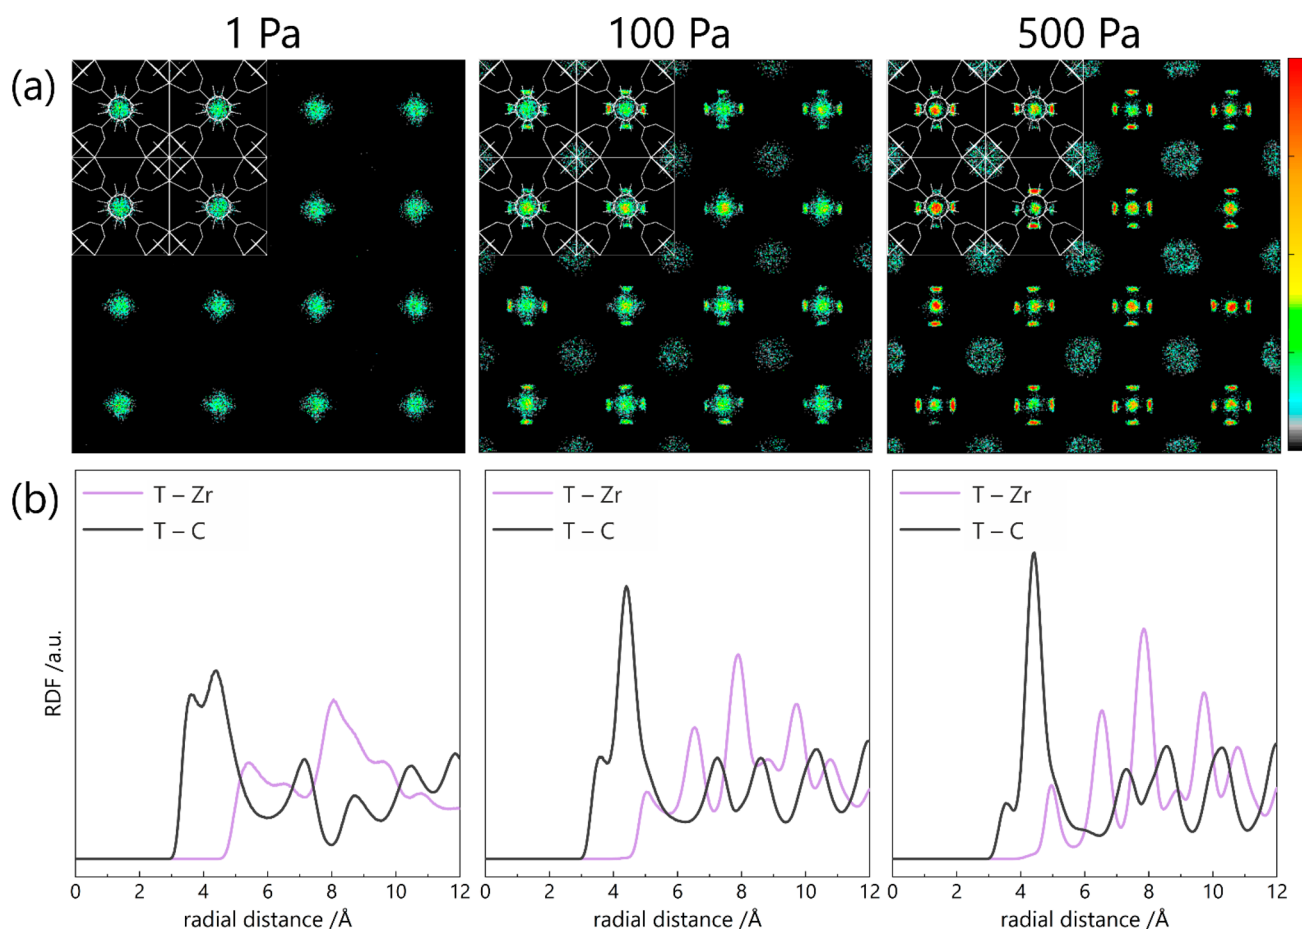 1 Pa 100 Pa 500 Pa
(a)
(b)
T – Zr
T – C
T – Zr
T – C
T – Zr
T – C
RDF /a.u.
0 2 4 6 8 10 12
0 2 4 6 8 10 12
0 2 4 6 8 10 12
radial distance /Å
radial distance /Å
radial distance /Å